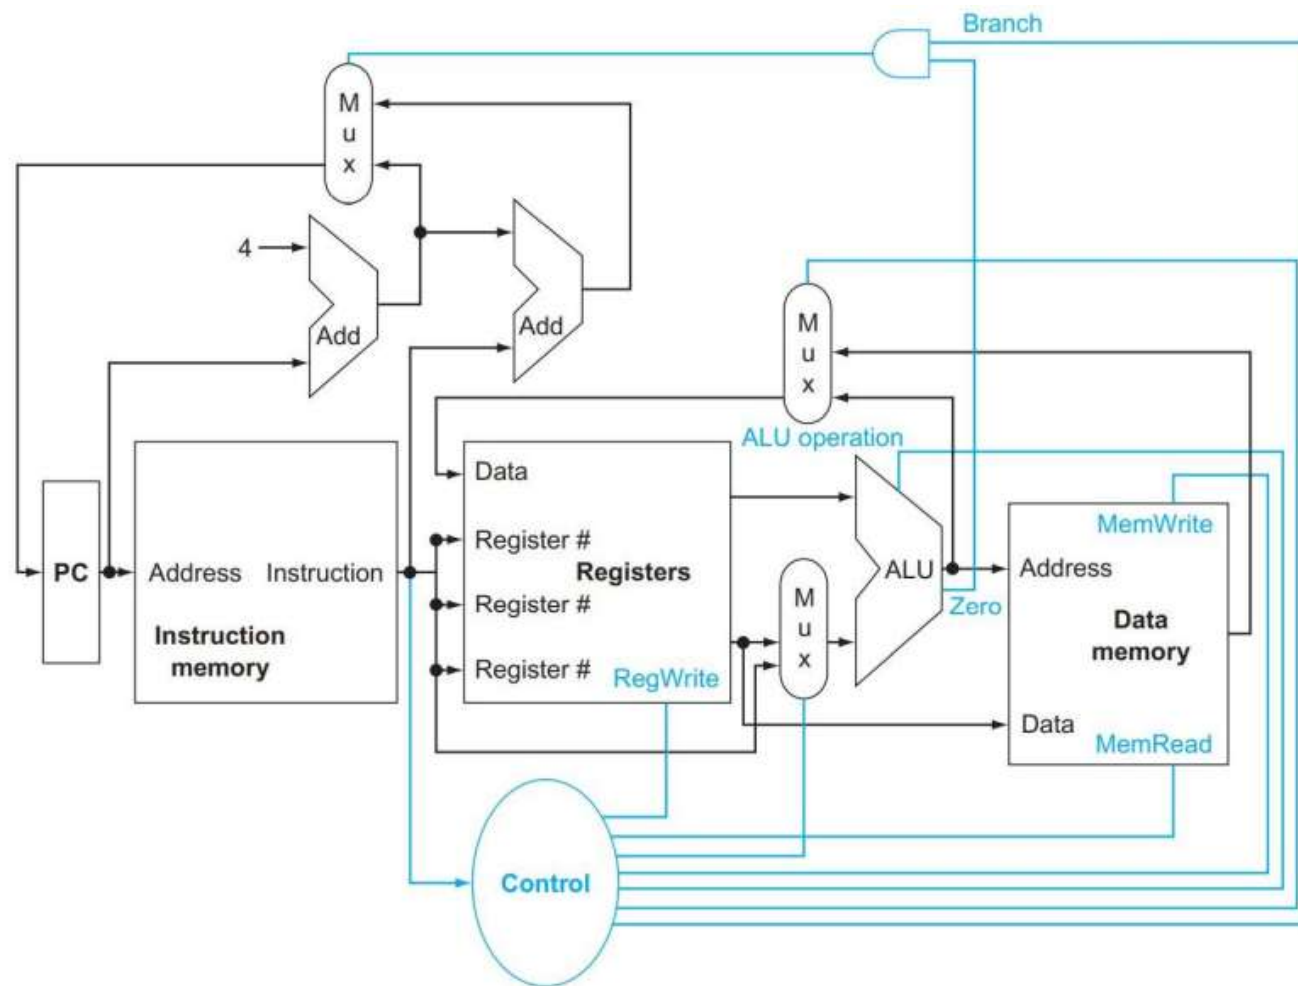 Branch
M
u
x
4
Add
Add
M
u
x
ALU operation
Data
Register #
Registers
Register #
Register #
RegWrite
PC
Address
Instruction
Instruction
memory
M
u
x
ALU
Zero
MemWrite
Address
Data
memory
Data
MemRead
Control